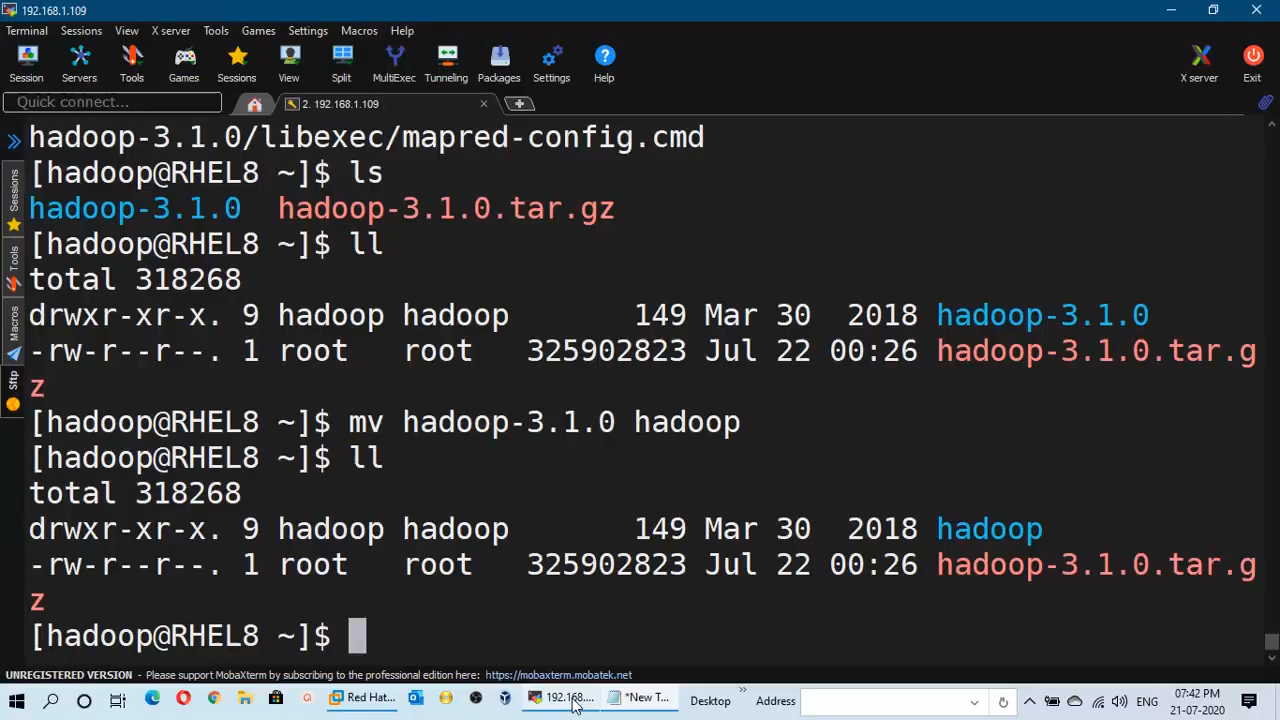 192.168.1.109
Terminal Sessions View X server Tools Games Settings Macros Help
Session Servers Tools Games Sessions View Split MultiExec Tunneling Packages Settings Help X server Exit
Quick connect...
2. 192.168.1.109
Sessions
Tools
Macros
Sftp
hadoop-3.1.0/libexec/mapred-config.cmd
[hadoop@RHEL8 ~]$ ls
hadoop-3.1.0 hadoop-3.1.0.tar.gz
[hadoop@RHEL8 ~]$ ll
total 318268
drwxr-xr-x. 9 hadoop hadoop 149 Mar 30 2018 hadoop-3.1.0
-rw-r--r--. 1 root root 325902823 Jul 22 00:26 hadoop-3.1.0.tar.g
z
[hadoop@RHEL8 ~]$ mv hadoop-3.1.0 hadoop
[hadoop@RHEL8 ~]$ ll
total 318268
drwxr-xr-x. 9 hadoop hadoop 149 Mar 30 2018 hadoop
-rw-r--r--. 1 root root 325902823 Jul 22 00:26 hadoop-3.1.0.tar.g
z
[hadoop@RHEL8 ~]$
UNREGISTERED VERSION - Please support MobaXterm by subscribing to the professional edition here: https://mobaxterm.mobatek.net
Red Hat... 192.168.... *New T... Desktop Address ENG
07:42 PM
21-07-2020